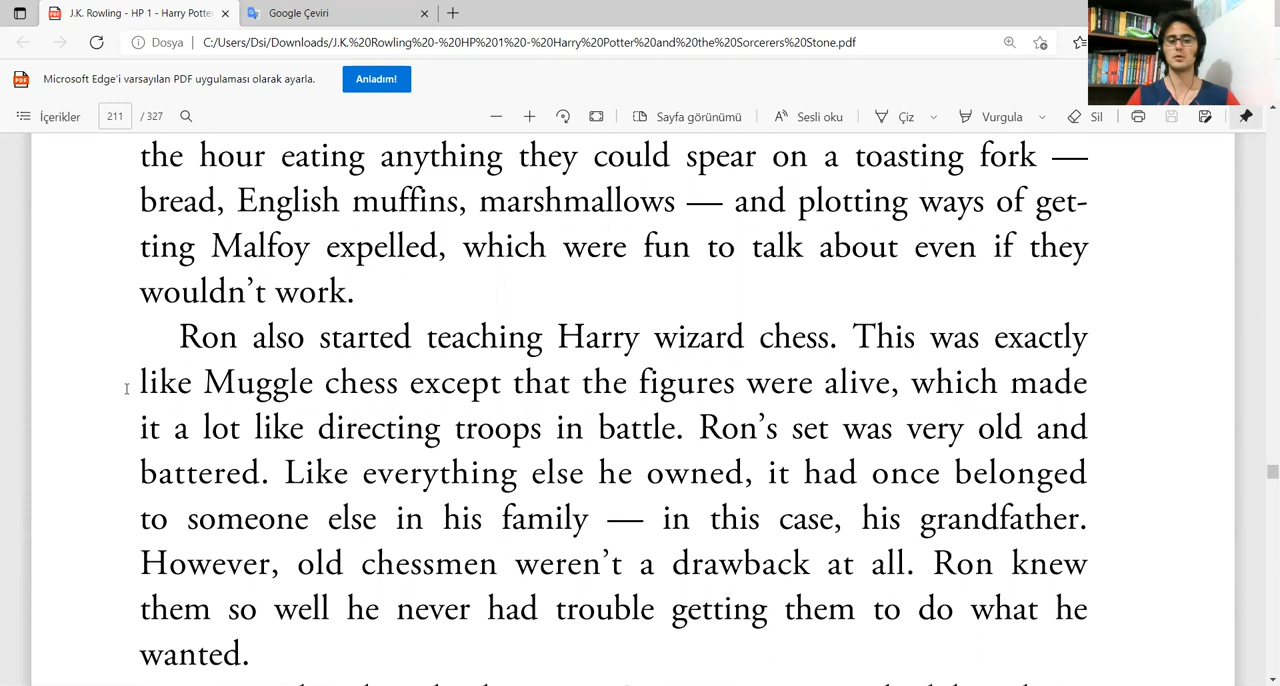 J.K. Rowling - HP 1 - Harry Potter
Google Çeviri
Dosya
C:/Users/Dsi/Downloads/J.K.%20Rowling%20-%20HP%201%20-%20Harry%20Potter%20and%20the%20Sorcerers%20Stone.pdf
Microsoft Edge'i varsayılan PDF uygulaması olarak ayarla.
Anladım!
İçerikler
211
/ 327
Sayfa görünümü
Sesli oku
Çiz
Vurgula
Sil
the hour eating anything they could spear on a toasting fork —
bread, English muffins, marshmallows — and plotting ways of get-
ting Malfoy expelled, which were fun to talk about even if they
wouldn't work.
Ron also started teaching Harry wizard chess. This was exactly
like Muggle chess except that the figures were alive, which made
it a lot like directing troops in battle. Ron's set was very old and
battered. Like everything else he owned, it had once belonged
to someone else in his family — in this case, his grandfather.
However, old chessmen weren't a drawback at all. Ron knew
them so well he never had trouble getting them to do what he
wanted.